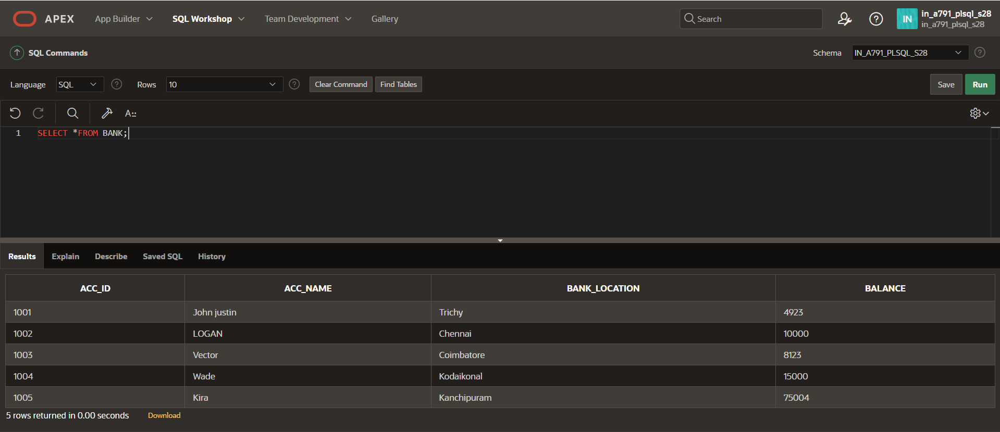 APEX App Builder SQL Workshop Team Development Gallery Search IN in_a791_plsql_s28
in_a791_plsql_s28
SQL Commands Schema IN_A791_PLSQL_S28
Language SQL Rows 10 Clear Command Find Tables Save Run
A::
1 SELECT *FROM BANK;
Results Explain Describe Saved SQL History
ACC_ID ACC_NAME BANK_LOCATION BALANCE
1001 John justin Trichy 4923
1002 LOGAN Chennai 10000
1003 Vector Coimbatore 8123
1004 Wade Kodaikonal 15000
1005 Kira Kanchipuram 75004
5 rows returned in 0.00 seconds Download